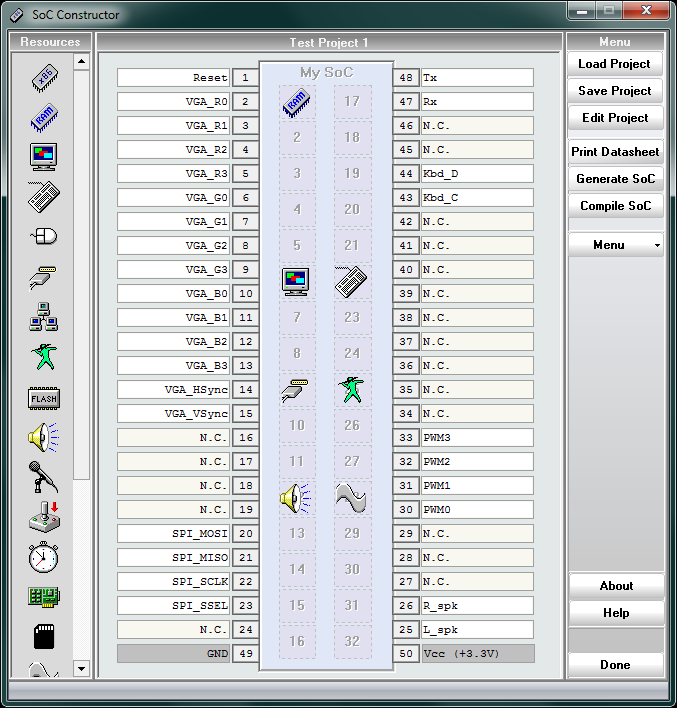 SoC Constructor
Resources
Test Project 1
Menu
My SoC
x86
RAM
FLASH
RAM
Reset 1
VGA_R0 2
VGA_R1 3
VGA_R2 4
VGA_R3 5
VGA_G0 6
VGA_G1 7
VGA_G2 8
VGA_G3 9
VGA_B0 10
VGA_B1 11
VGA_B2 12
VGA_B3 13
VGA_HSync 14
VGA_VSync 15
N.C. 16
N.C. 17
N.C. 18
N.C. 19
SPI_MOSI 20
SPI_MISO 21
SPI_SCLK 22
SPI_SSEL 23
N.C. 24
GND 49
17
2 18
3 19
4 20
5 21
7 23
8 24
10 26
11 27
13 29
14 30
15 31
16 32
48 Tx
47 Rx
46 N.C.
45 N.C.
44 Kbd_D
43 Kbd_C
42 N.C.
41 N.C.
40 N.C.
39 N.C.
38 N.C.
37 N.C.
36 N.C.
35 N.C.
34 N.C.
33 PWM3
32 PWM2
31 PWM1
30 PWM0
29 N.C.
28 N.C.
27 N.C.
26 R_spk
25 L_spk
50 Vcc (+3.3V)
Load Project
Save Project
Edit Project
Print Datasheet
Generate SoC
Compile SoC
Menu
About
Help
Done